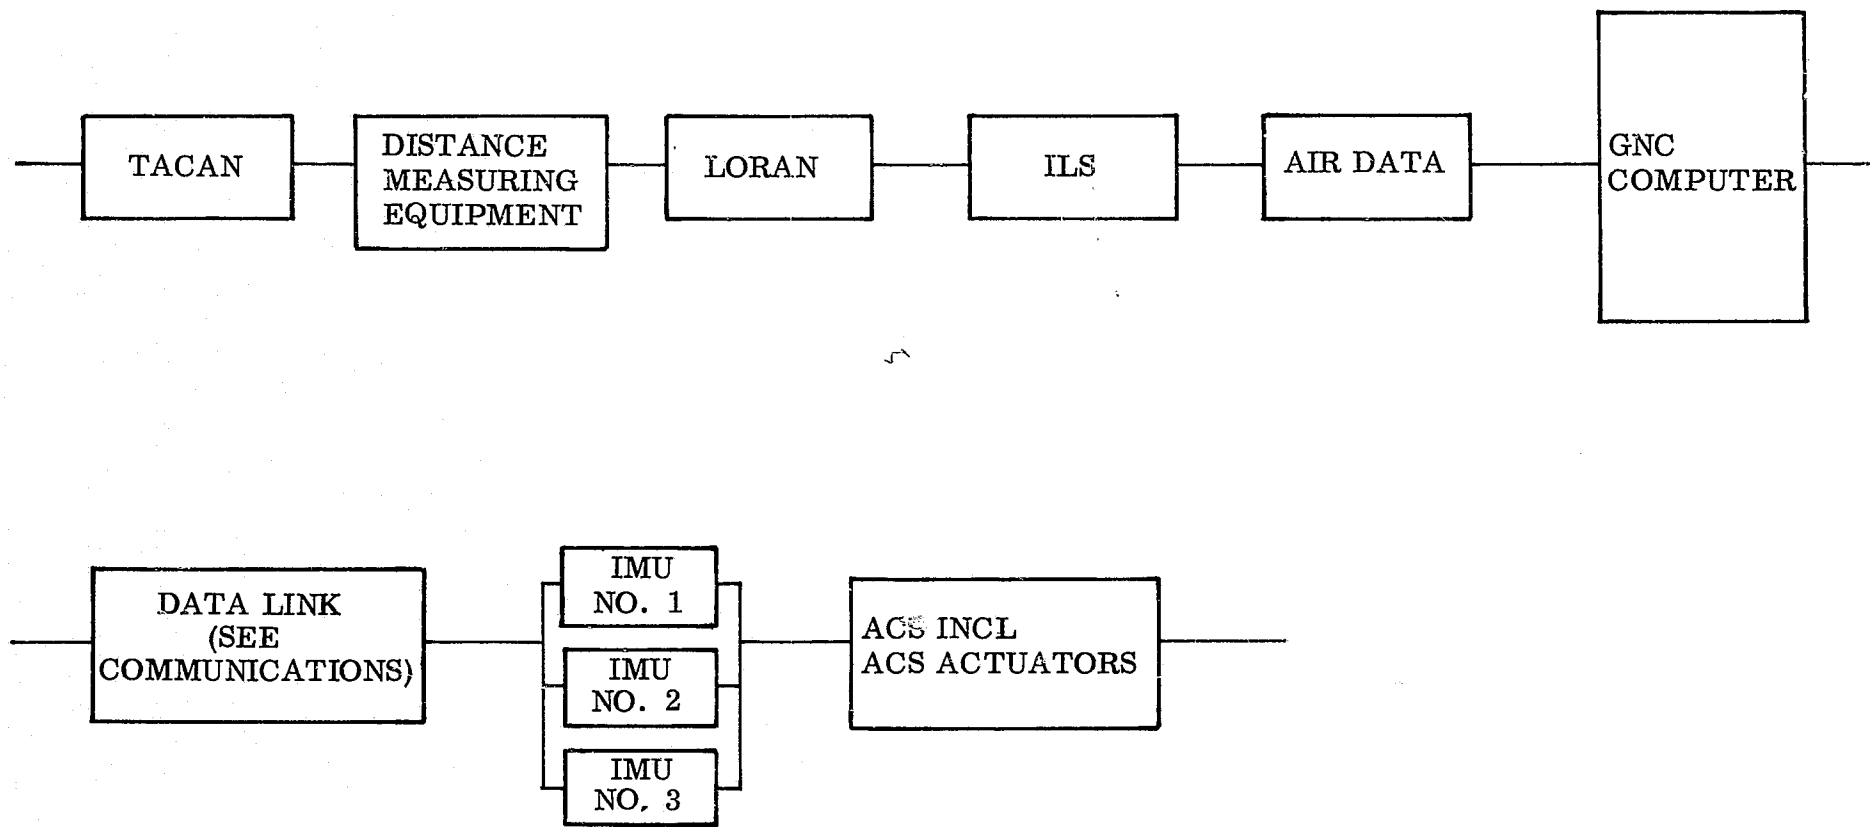 TACAN
DISTANCE
MEASURING
EQUIPMENT
LORAN
ILS
AIR DATA
GNC
COMPUTER
DATA LINK
(SEE
COMMUNICATIONS)
IMU
NO. 1
IMU
NO. 2
IMU
NO. 3
ACS INCL
ACS ACTUATORS